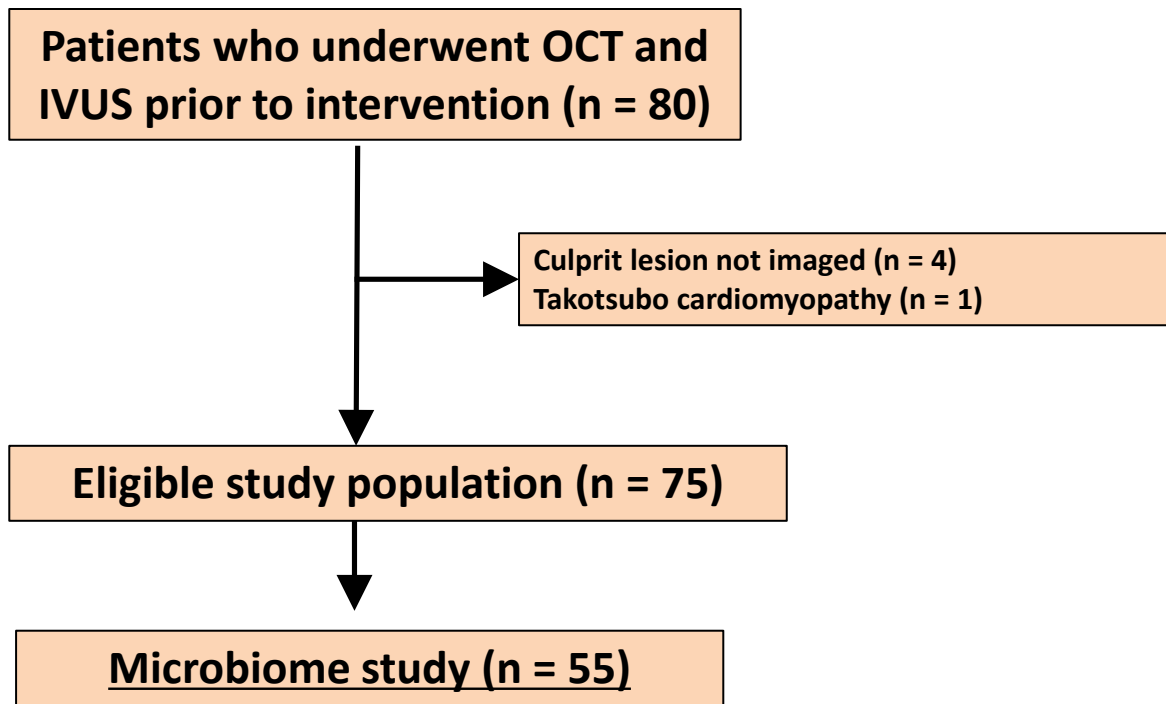 Patients who underwent OCT and
IVUS prior to intervention (n = 80)
Culprit lesion not imaged (n = 4)
Takotsubo cardiomyopathy (n = 1)
Eligible study population (n = 75)
Microbiome study (n = 55)